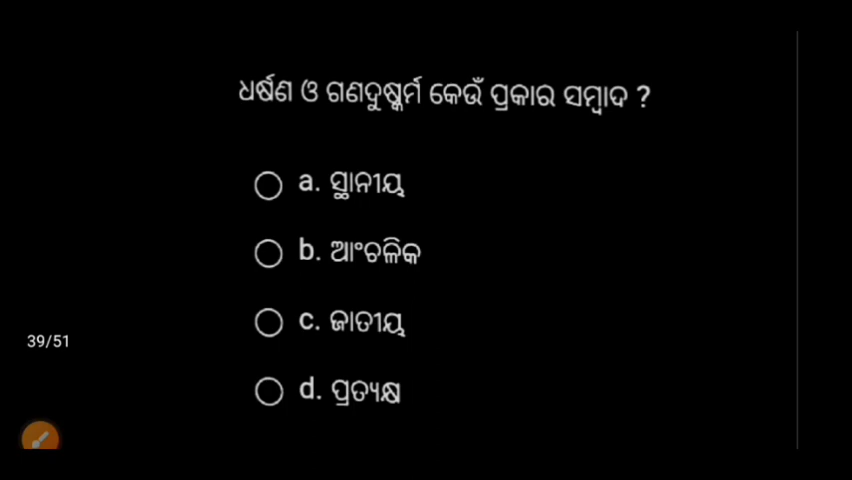 ଧର୍ଷଣ ଓ ଗଣଦୁଷ୍କର୍ମ କେଉଁ ପ୍ରକାର ସମ୍ବାଦ ?
a. ସ୍ଥାନୀୟ
b. ଆଂଚଳିକ
c. ଜାତୀୟ
39/51
d. ପ୍ରତ୍ୟକ୍ଷ